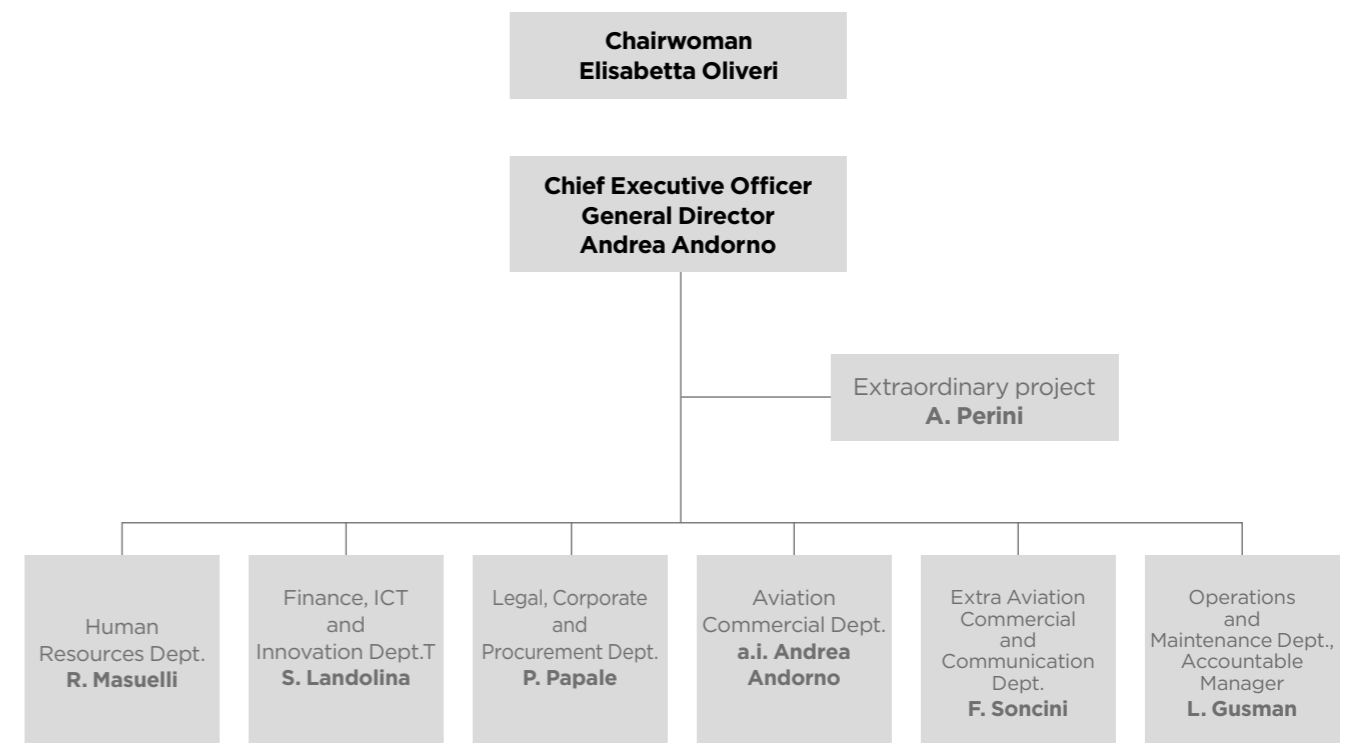 Chairwoman
Elisabetta Oliveri
Chief Executive Officer
General Director
Andrea Andorno
Extraordinary project
A. Perini
Human
Resources Dept.
R. Masuelli
Finance, ICT
and
Innovation Dept.T
S. Landolina
Legal, Corporate
and
Procurement Dept.
P. Papale
Aviation
Commercial Dept.
a.i. Andrea
Andorno
Extra Aviation
Commercial
and
Communication
Dept.
F. Soncini
Operations
and
Maintenance Dept.,
Accountable
Manager
L. Gusman